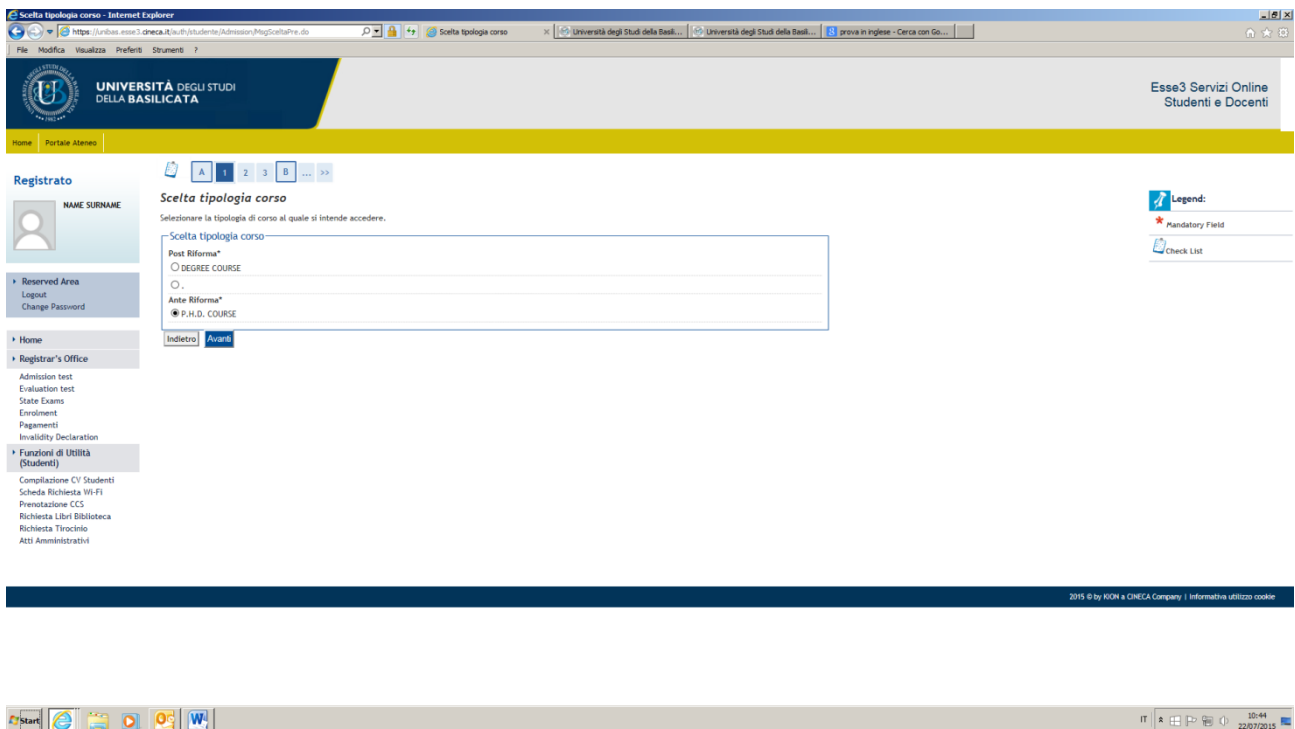 Scelta tipologia corso - Internet Explorer
https://unibas.esse3.cineca.it/auth/studente/Admission/MsgSceltaPre.do
Scelta tipologia corso
Università degli Studi della Basili...
Università degli Studi della Basili...
prova in inglese - Cerca con Go...
File Modifica Visualizza Preferiti Strumenti ?
UNIVERSITÀ DEGLI STUDI
DELLA BASILICATA
Esse3 Servizi Online
Studenti e Docenti
Home Portale Ateneo
A 1 2 3 B ... >>
Registrato
NAME SURNAME
Reserved Area
Logout
Change Password
Home
Registrar's Office
Admission test
Evaluation test
State Exams
Enrolment
Pagamenti
Invalidity Declaration
Funzioni di Utilità
(Studenti)
Compilazione CV Studenti
Scheda Richiesta Wi-Fi
Prenotazione CCS
Richiesta Libri Biblioteca
Richiesta Tirocinio
Atti Amministrativi
Scelta tipologia corso
Selezionare la tipologia di corso al quale si intende accedere.
Scelta tipologia corso
Post Riforma*
DEGREE COURSE
.
Ante Riforma*
P.H.D. COURSE
Indietro Avanti
Legend:
* Mandatory Field
Check List
2015 © by KION a CINECA Company | Informativa utilizzo cookie
Start
IT
10:44
22/07/2015